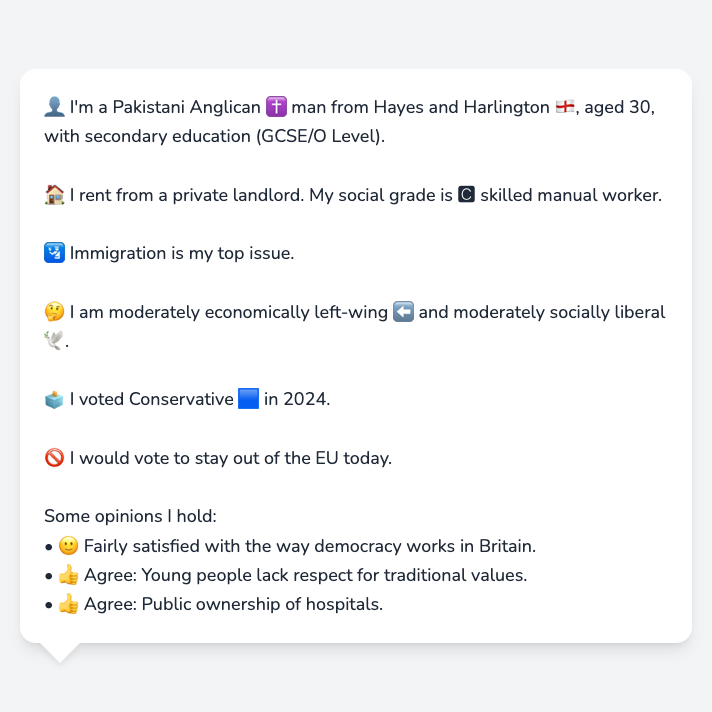 👤 I'm a Pakistani Anglican ✝️ man from Hayes and Harlington 🏴󠁧󠁢󠁥󠁮󠁧󠁿, aged 30,
with secondary education (GCSE/O Level).
🏠 I rent from a private landlord. My social grade is 🅲 skilled manual worker.
🛂 Immigration is my top issue.
🤔 I am moderately economically left-wing ⬅️ and moderately socially liberal
🕊️.
🗳️ I voted Conservative 🟦 in 2024.
🚫 I would vote to stay out of the EU today.
Some opinions I hold:
• 🙂 Fairly satisfied with the way democracy works in Britain.
• 👍 Agree: Young people lack respect for traditional values.
• 👍 Agree: Public ownership of hospitals.